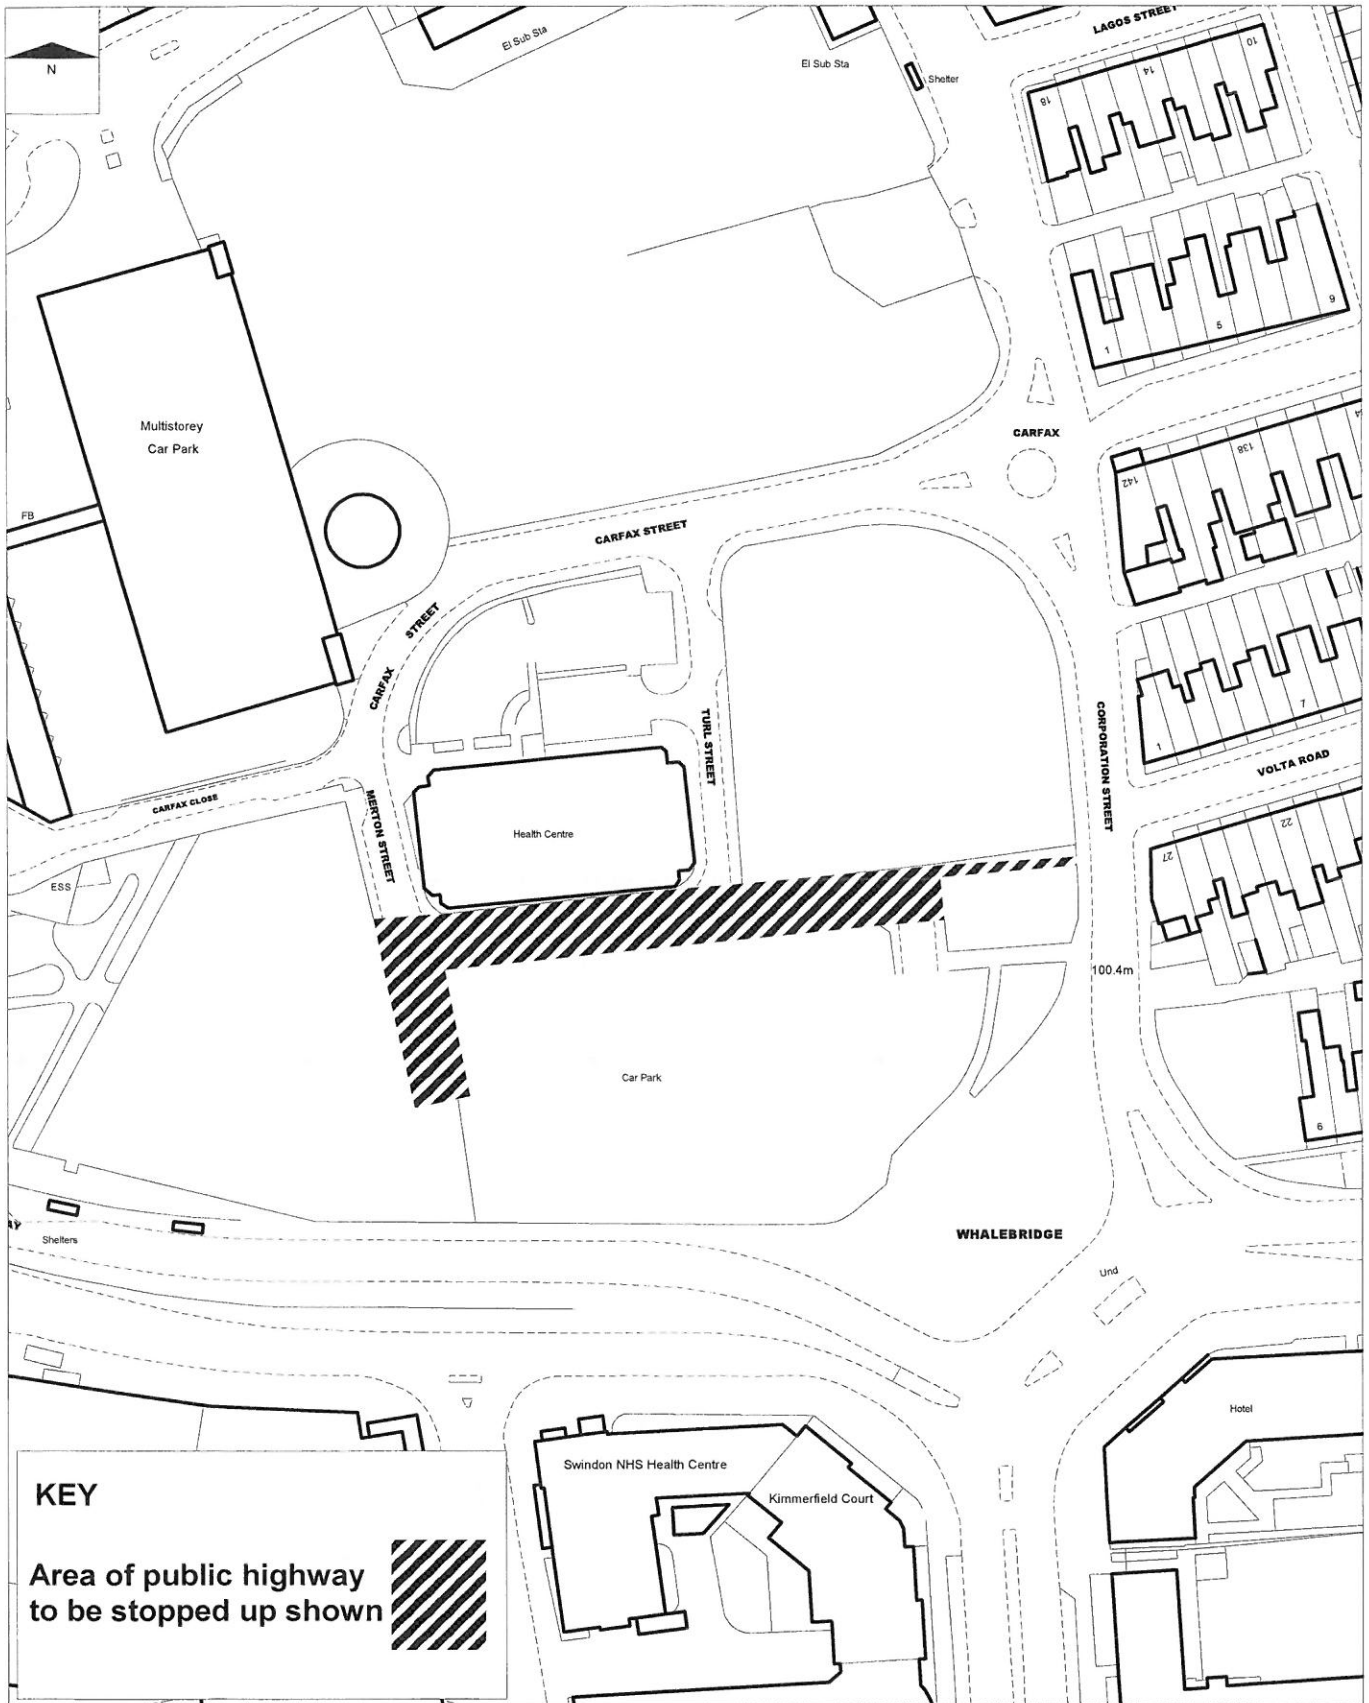 N
El Sub Sta
El Sub Sta
Shelter
LAGOS STREET
18
14
10
1
5
9
Multistorey
Car Park
FB
CARFAX
CARFAX STREET
142
138
CARFAX
STREET
TURL STREET
CORPORATION STREET
1
7
VOLTA ROAD
CARFAX CLOSE
MERTON STREET
Health Centre
ESS
27
22
100.4m
Car Park
6
WHALEBRIDGE
Shelters
Und
Hotel
Swindon NHS Health Centre
Kimmerfield Court
KEY
Area of public highway
to be stopped up shown